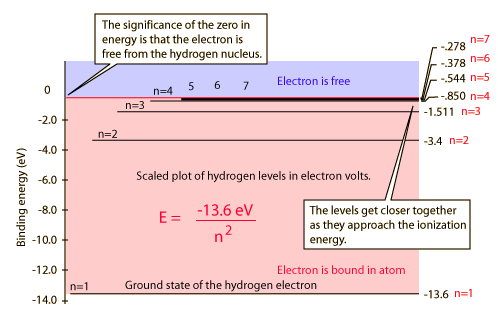 The significance of the zero in
energy is that the electron is
free from the hydrogen nucleus.
-.278 n=7
-.378 n=6
-.544 n=5
-.850 n=4
Electron is free
0
n=4 5 6 7
n=3
-1.511 n=3
-2.0
n=2
-3.4 n=2
-4.0
Binding energy (eV)
Scaled plot of hydrogen levels in electron volts.
-6.0
E = -13.6 eV
n2
-8.0
The levels get closer together
as they approach the ionization
energy.
-10.0
-12.0
Electron is bound in atom
n=1 Ground state of the hydrogen electron
-13.6 n=1
-14.0